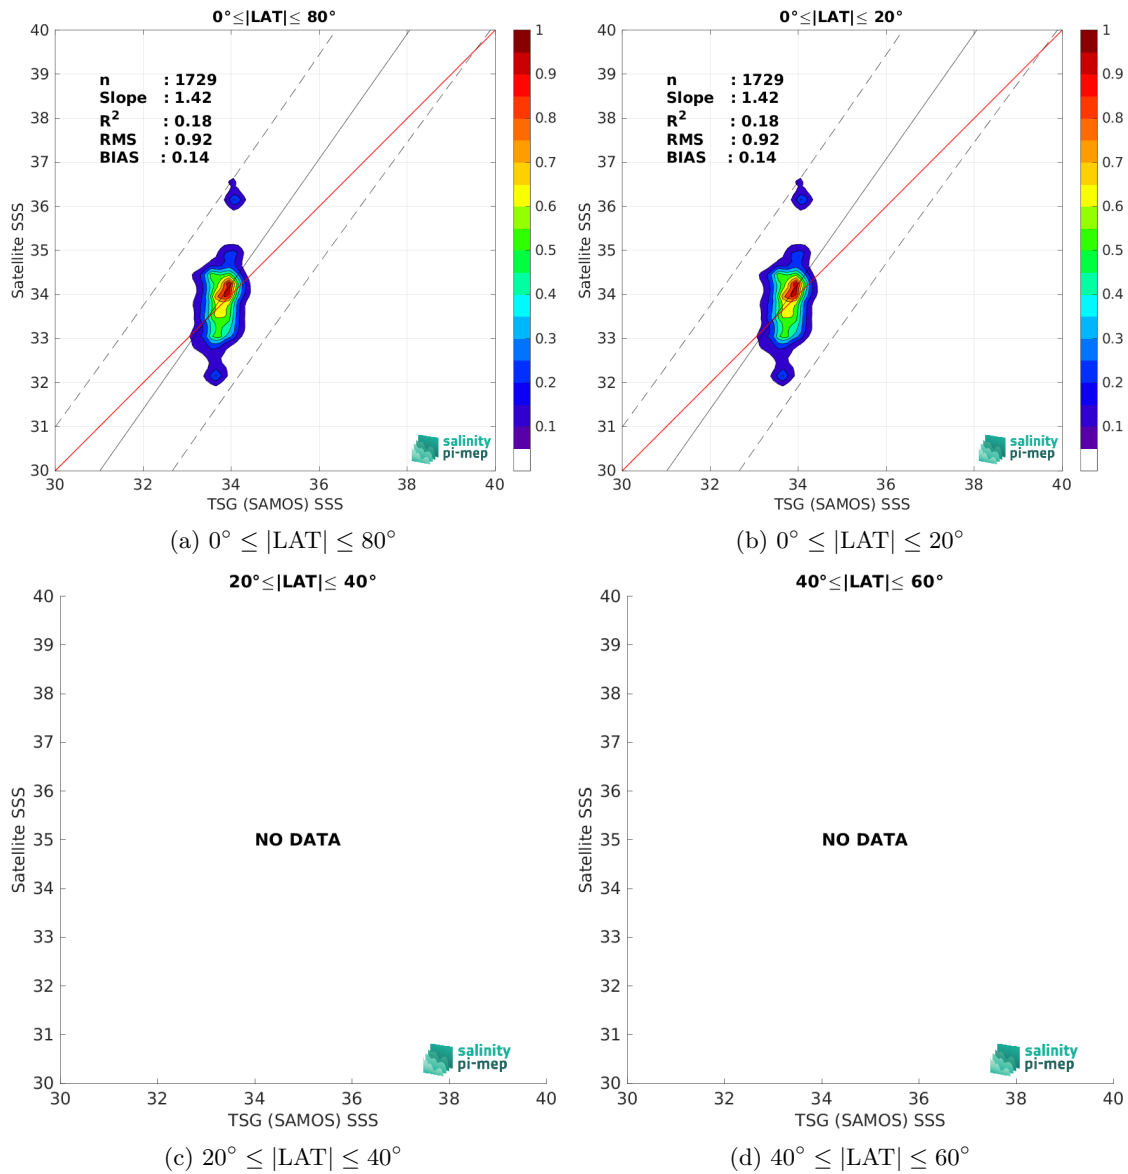 0°≤|LAT|≤ 80°
40
39
38
37
36
35
34
33
32
31
30
Satellite SSS
n : 1729
Slope : 1.42
R² : 0.18
RMS : 0.92
BIAS : 0.14
salinity
pi-mep
30 32 34 36 38 40
TSG (SAMOS) SSS
1
0.9
0.8
0.7
0.6
0.5
0.4
0.3
0.2
0.1
(a) 0° ≤ |LAT| ≤ 80°
0°≤|LAT|≤ 20°
40
39
38
37
36
35
34
33
32
31
30
Satellite SSS
n : 1729
Slope : 1.42
R² : 0.18
RMS : 0.92
BIAS : 0.14
salinity
pi-mep
30 32 34 36 38 40
TSG (SAMOS) SSS
1
0.9
0.8
0.7
0.6
0.5
0.4
0.3
0.2
0.1
(b) 0° ≤ |LAT| ≤ 20°
20°≤|LAT|≤ 40°
40
39
38
37
36
35
34
33
32
31
30
Satellite SSS
NO DATA
salinity
pi-mep
30 32 34 36 38 40
TSG (SAMOS) SSS
(c) 20° ≤ |LAT| ≤ 40°
40°≤|LAT|≤ 60°
40
39
38
37
36
35
34
33
32
31
30
Satellite SSS
NO DATA
salinity
pi-mep
30 32 34 36 38 40
TSG (SAMOS) SSS
(d) 40° ≤ |LAT| ≤ 60°